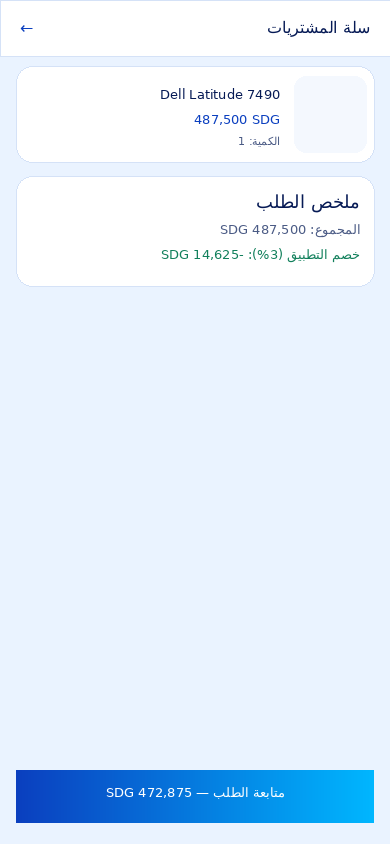 سلة المشتريات
←
Dell Latitude 7490
487,500 SDG
الكمية: 1
ملخص الطلب
المجموع: 487,500 SDG
خصم التطبيق (3%): -14,625 SDG
متابعة الطلب — 472,875 SDG